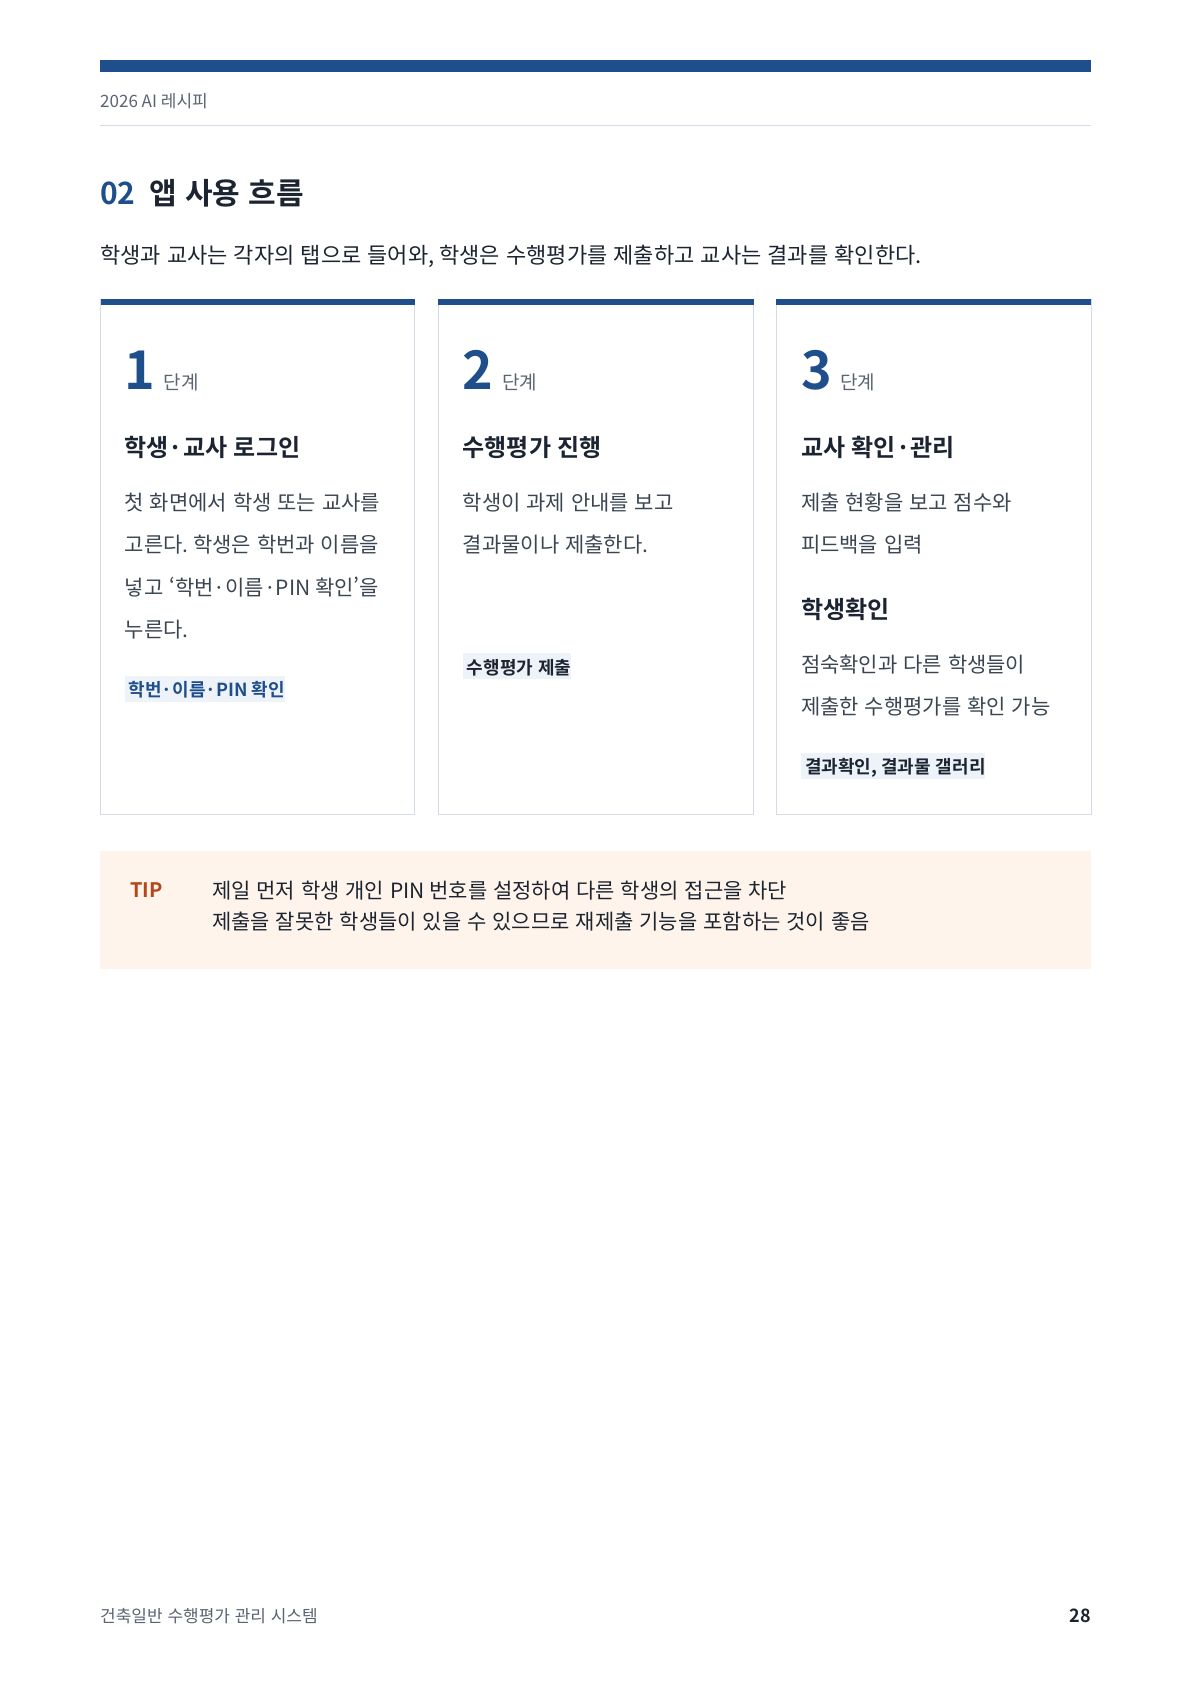 2026 AI 레시피
02 앱 사용 흐름
학생과 교사는 각자의 탭으로 들어와, 학생은 수행평가를 제출하고 교사는 결과를 확인한다.
1 단계
학생·교사 로그인
첫 화면에서 학생 또는 교사를
고른다. 학생은 학번과 이름을
넣고 ‘학번·이름·PIN 확인’을
누른다.
학번·이름·PIN 확인
2 단계
수행평가 진행
학생이 과제 안내를 보고
결과물이나 제출한다.
수행평가 제출
3 단계
교사 확인·관리
제출 현황을 보고 점수와
피드백을 입력
학생확인
점숙확인과 다른 학생들이
제출한 수행평가를 확인 가능
결과확인, 결과물 갤러리
TIP 제일 먼저 학생 개인 PIN 번호를 설정하여 다른 학생의 접근을 차단
제출을 잘못한 학생들이 있을 수 있으므로 재제출 기능을 포함하는 것이 좋음
건축일반 수행평가 관리 시스템 28